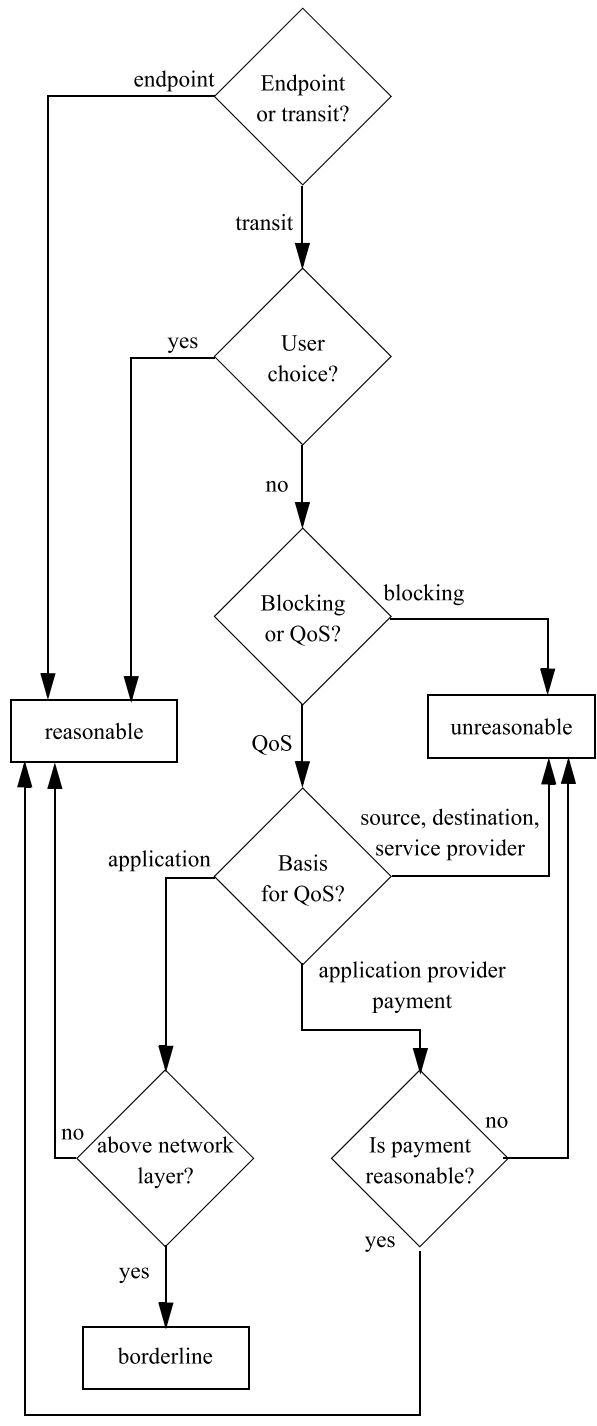 endpoint
Endpoint
or transit?
transit
yes
User
choice?
no
blocking
Blocking
or QoS?
reasonable
unreasonable
QoS
source, destination,
service provider
application
Basis
for QoS?
application provider
payment
no
above network
layer?
no
Is payment
reasonable?
yes
yes
borderline